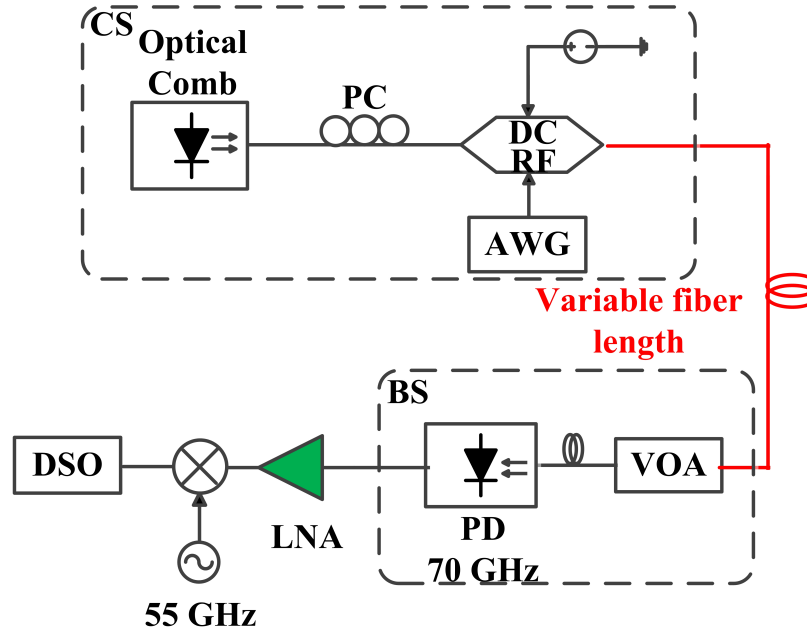 CS
Optical
Comb
PC
DC
RF
AWG
Variable fiber
length
BS
DSO
VOA
LNA
PD
70 GHz
55 GHz